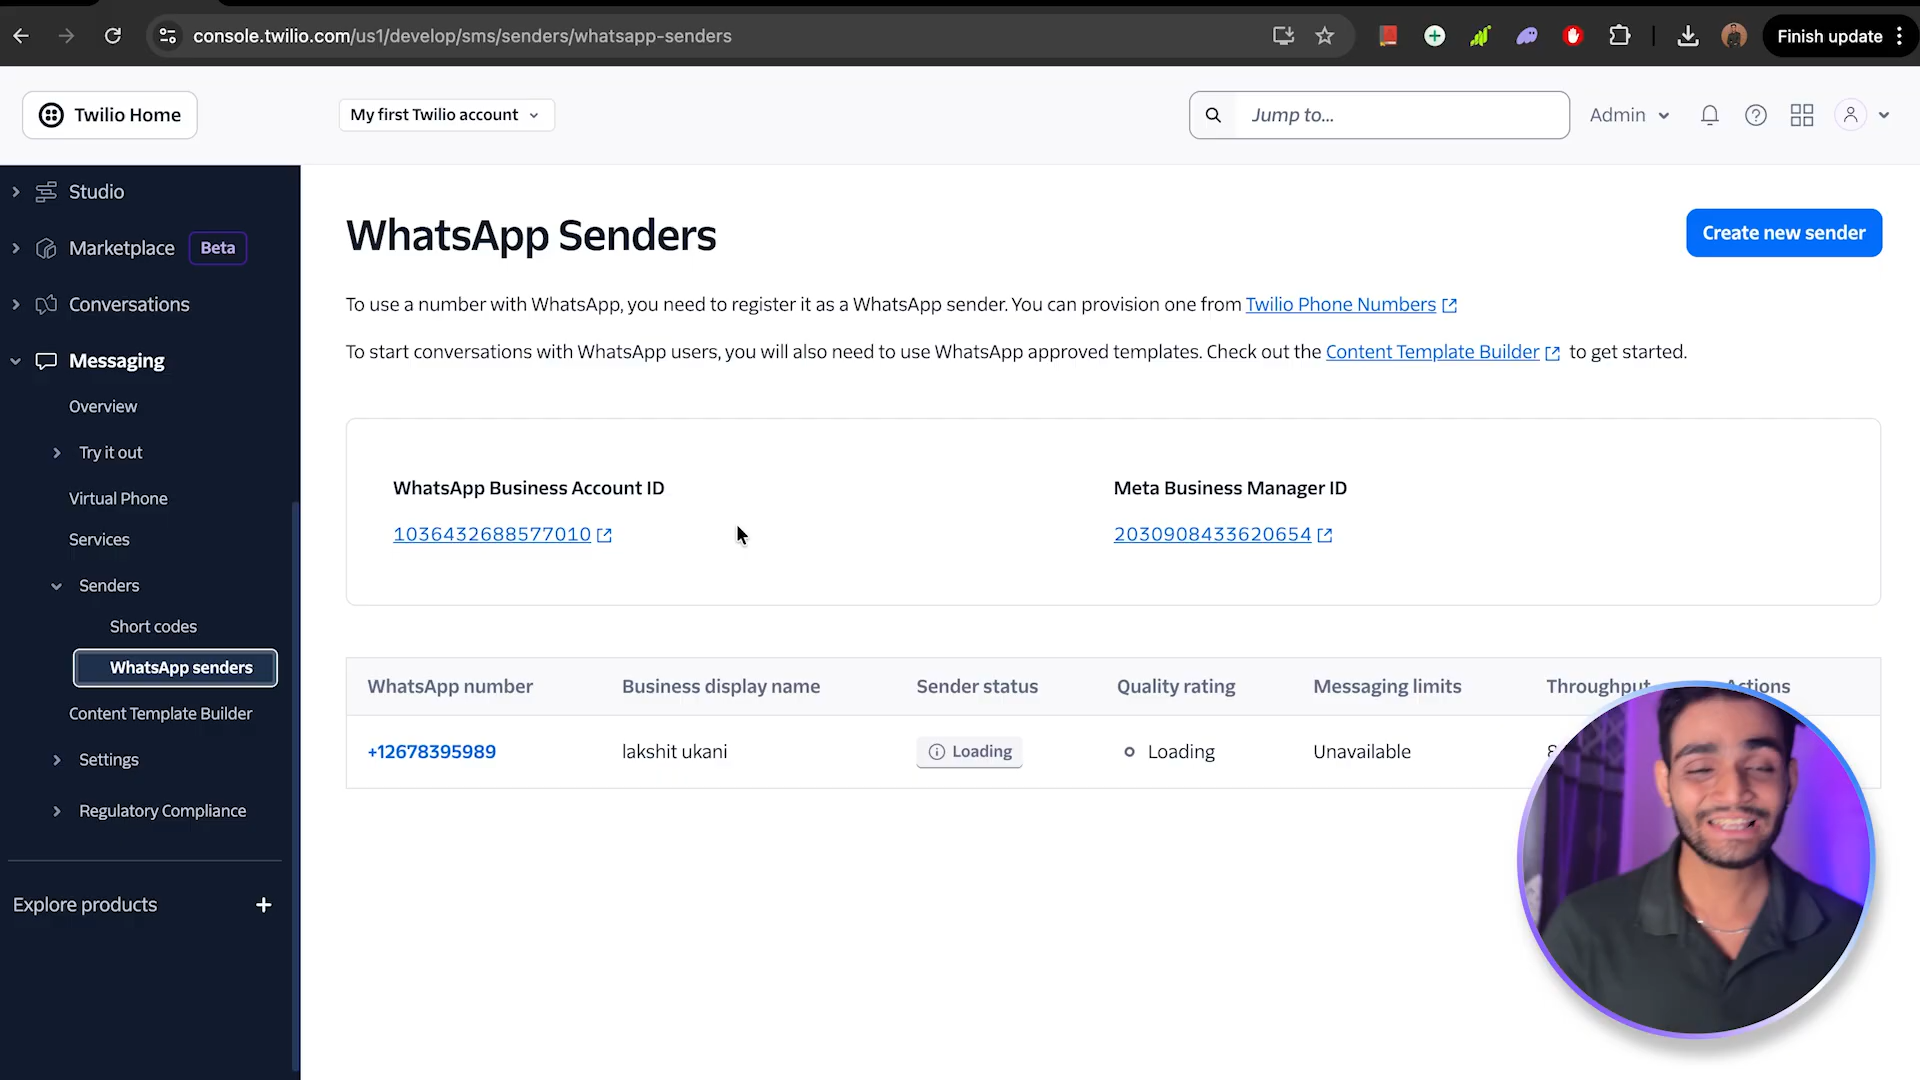 console.twilio.com/us1/develop/sms/senders/whatsapp-senders
Finish update
Twilio Home
My first Twilio account
Jump to...
Admin
Studio
Marketplace Beta
Conversations
Messaging
Overview
Try it out
Virtual Phone
Services
Senders
Short codes
WhatsApp senders
Content Template Builder
Settings
Regulatory Compliance
Explore products
WhatsApp Senders
Create new sender
To use a number with WhatsApp, you need to register it as a WhatsApp sender. You can provision one from Twilio Phone Numbers
To start conversations with WhatsApp users, you will also need to use WhatsApp approved templates. Check out the Content Template Builder to get started.
WhatsApp Business Account ID
1036432688577010
Meta Business Manager ID
2030908433620654
WhatsApp number Business display name Sender status Quality rating Messaging limits Throughput Actions
+12678395989 lakshit ukani Loading Loading Unavailable